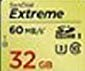 SanDisk
Extreme
60 MB/s
32 GB